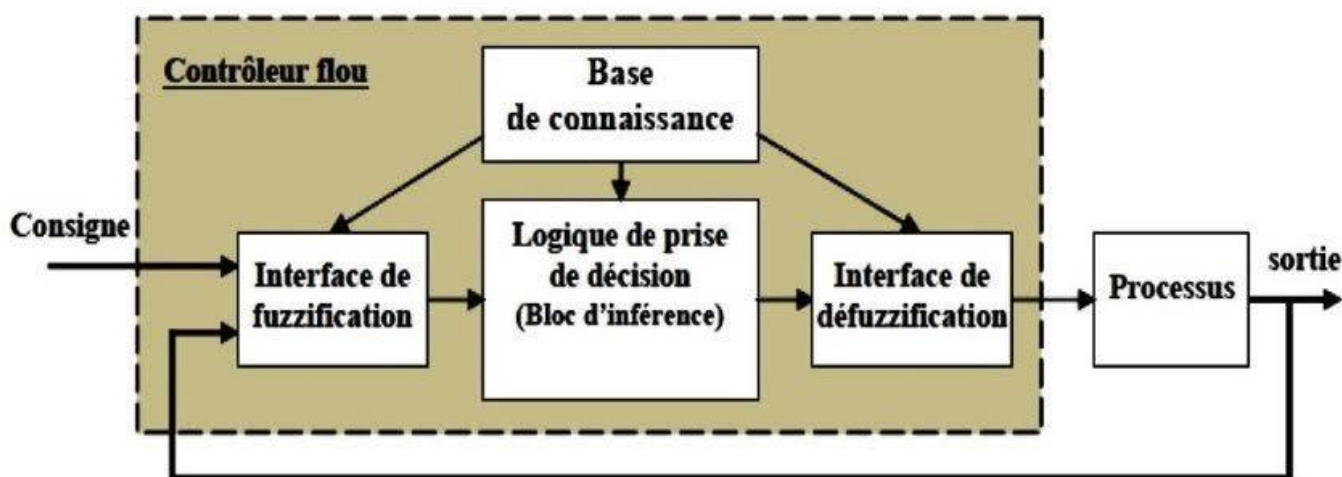 Contrôleur flou
Base
de connaissance
Consigne
Interface de
fuzzification
Logique de prise
de décision
(Bloc d'inférence)
Interface de
défuzzification
Processus
sortie